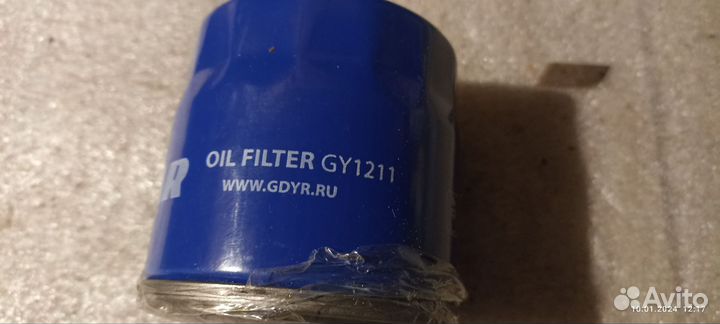 R
OIL FILTER GY1211
WWW.GDYR.RU
Avito
10.01.2024 12:17